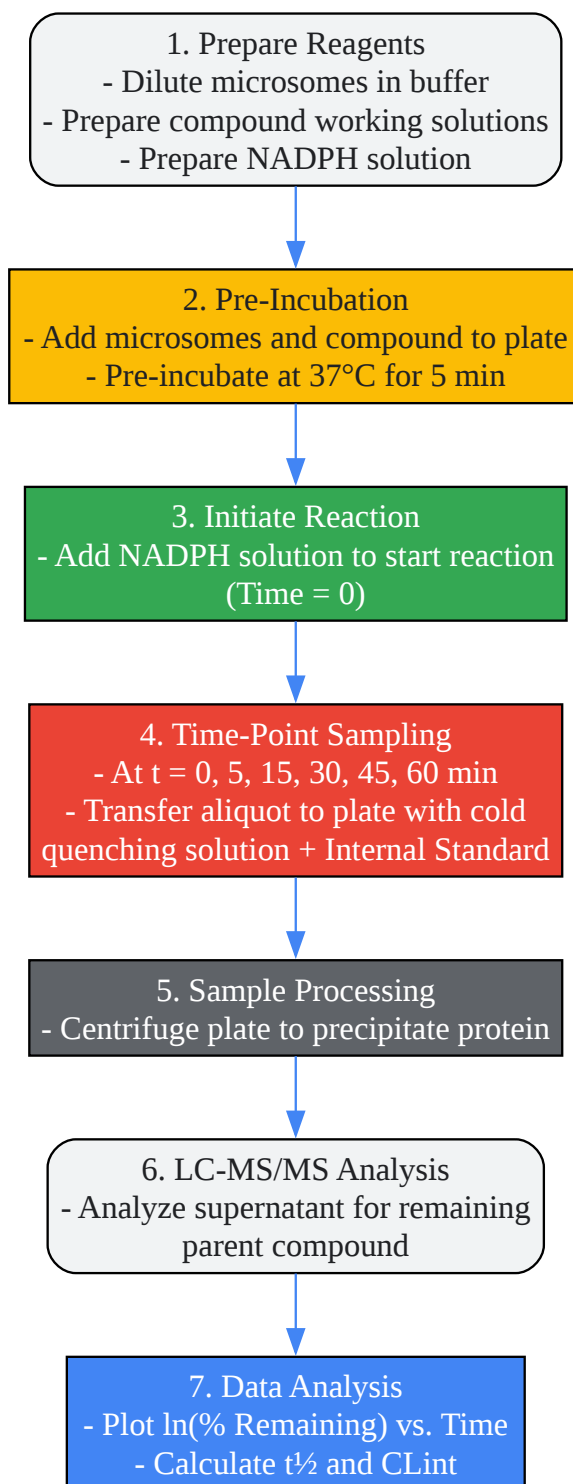 1. Prepare Reagents
- Dilute microsomes in buffer
- Prepare compound working solutions
- Prepare NADPH solution
2. Pre-Incubation
- Add microsomes and compound to plate
- Pre-incubate at 37°C for 5 min
3. Initiate Reaction
- Add NADPH solution to start reaction
(Time = 0)
4. Time-Point Sampling
- At t = 0, 5, 15, 30, 45, 60 min
- Transfer aliquot to plate with cold
quenching solution + Internal Standard
5. Sample Processing
- Centrifuge plate to precipitate protein
6. LC-MS/MS Analysis
- Analyze supernatant for remaining
parent compound
7. Data Analysis
- Plot ln(% Remaining) vs. Time
- Calculate t½ and CLint